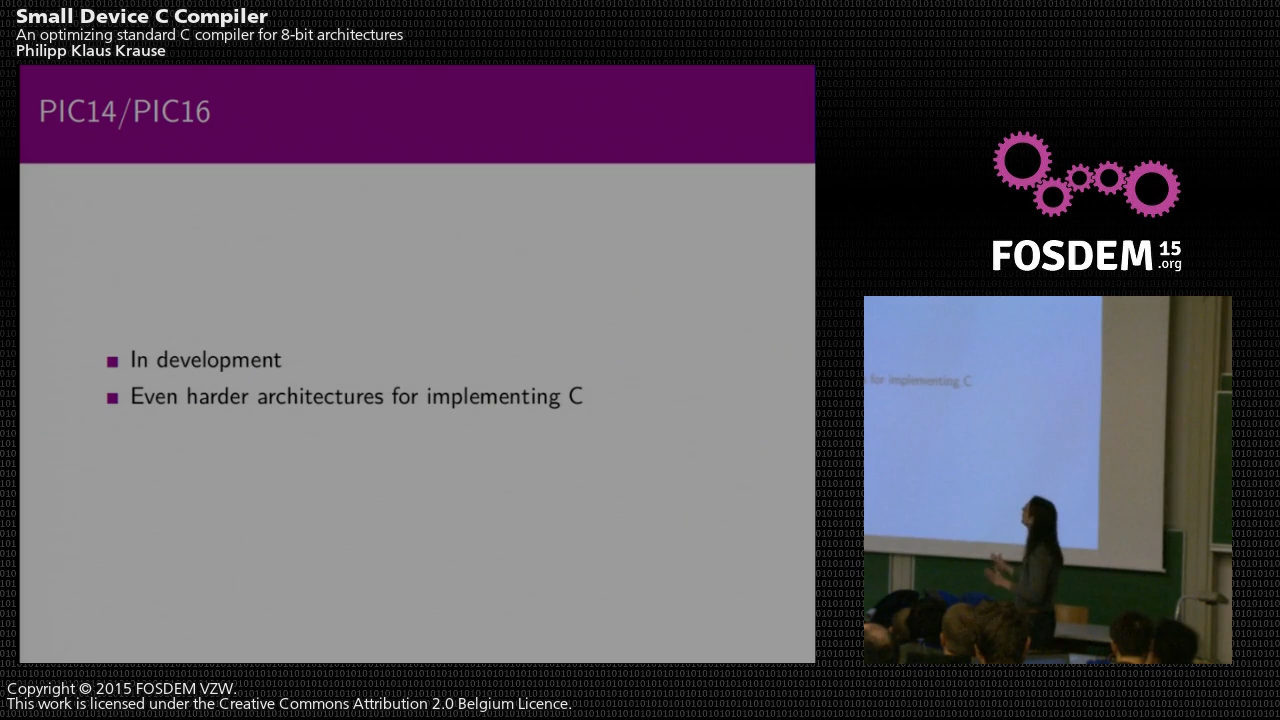 Small Device C Compiler
An optimizing standard C compiler for 8-bit architectures
Philipp Klaus Krause
PIC14/PIC16
In development
Even harder architectures for implementing C
FOSDEM 15
.org
for implementing C
Copyright © 2015 FOSDEM VZW.
This work is licensed under the Creative Commons Attribution 2.0 Belgium Licence.